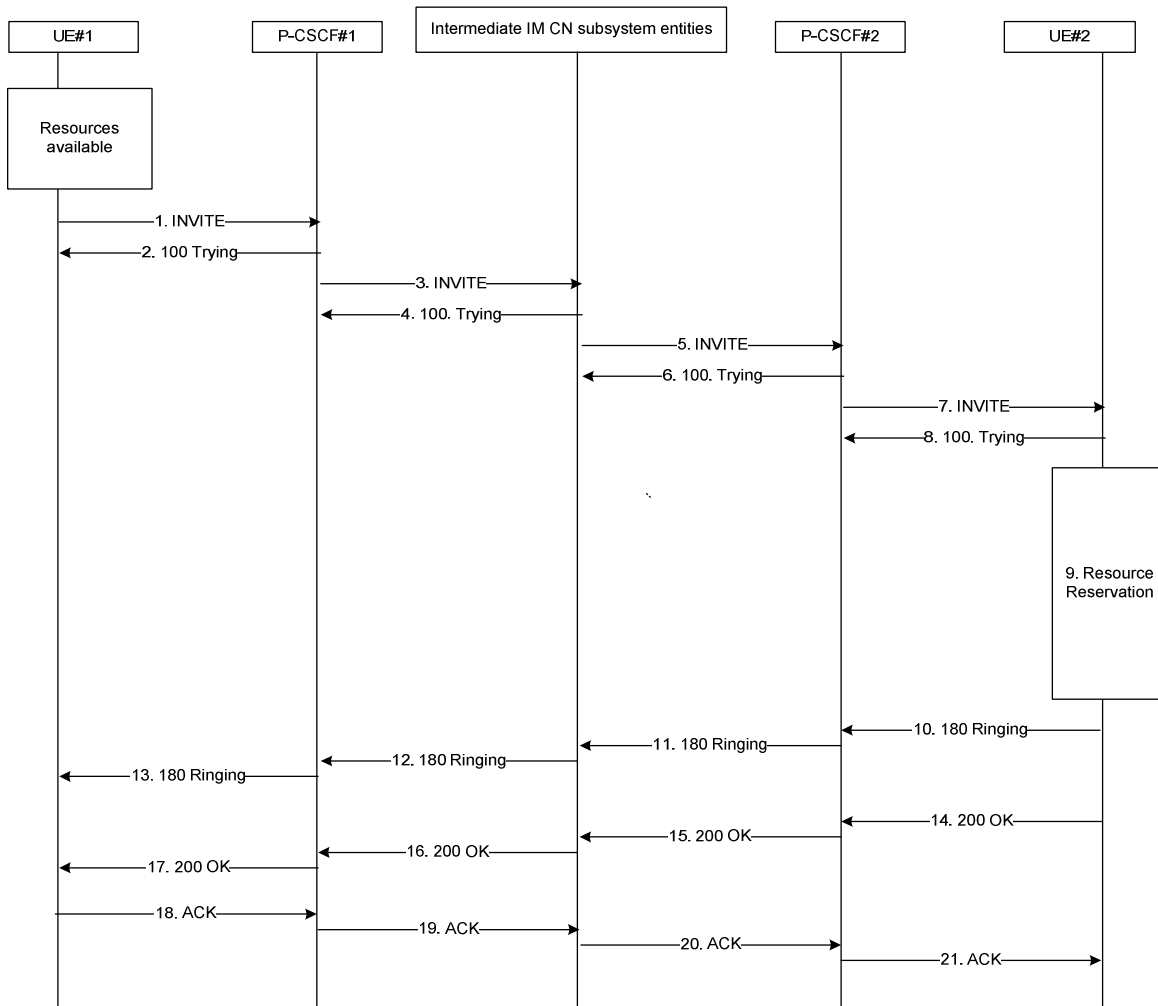 UE#1
P-CSCF#1
Intermediate IM CN subsystem entities
P-CSCF#2
UE#2
Resources
available
1. INVITE
2. 100 Trying
3. INVITE
4. 100. Trying
5. INVITE
6. 100. Trying
7. INVITE
8. 100. Trying
9. Resource
Reservation
10. 180 Ringing
11. 180 Ringing
12. 180 Ringing
13. 180 Ringing
14. 200 OK
15. 200 OK
16. 200 OK
17. 200 OK
18. ACK
19. ACK
20. ACK
21. ACK